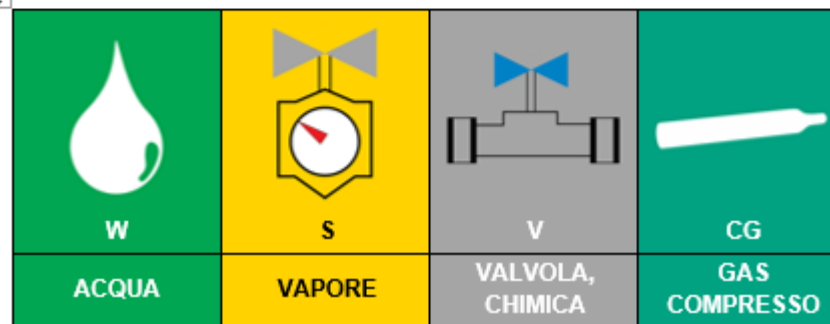 W
S
V
CG
ACQUA
VAPORE
VALVOLA,
CHIMICA
GAS
COMPRESSO